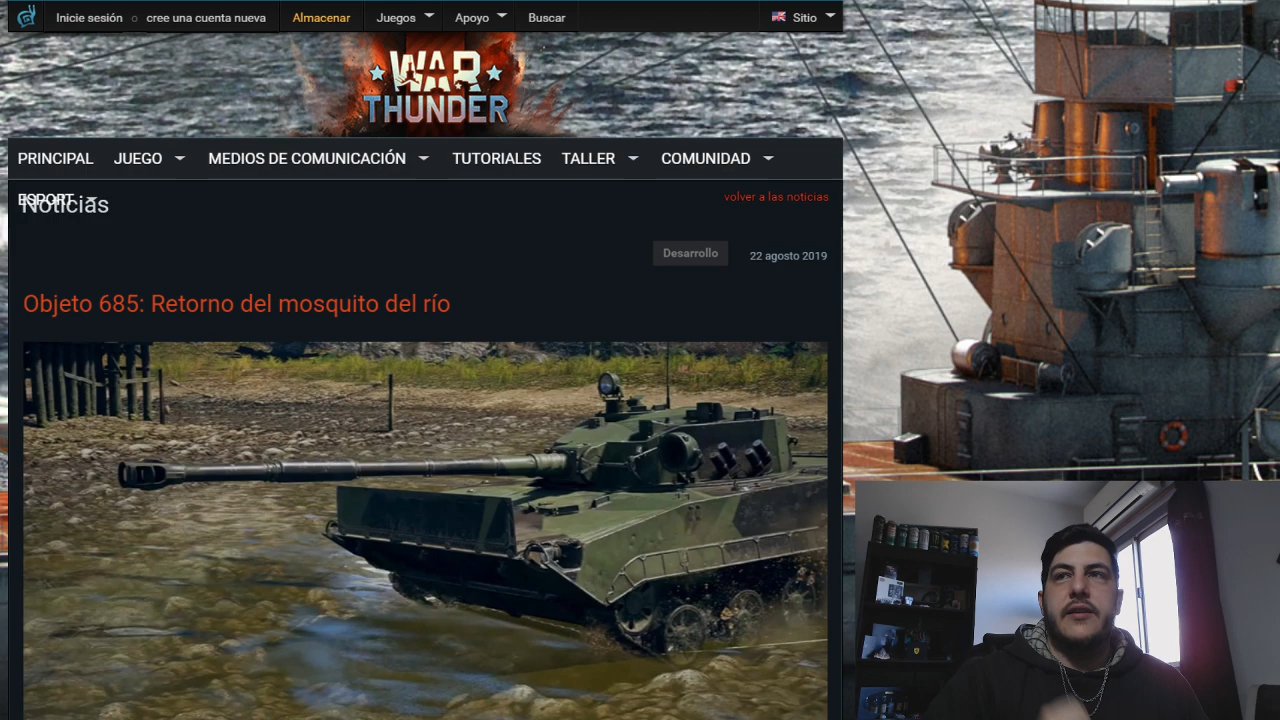 Inicie sesión o cree una cuenta nueva Almacenar Juegos Apoyo Buscar Sitio
WAR
THUNDER
PRINCIPAL JUEGO MEDIOS DE COMUNICACIÓN TUTORIALES TALLER COMUNIDAD
ESPORT
Noticias
volver a las noticias
Desarrollo 22 agosto 2019
Objeto 685: Retorno del mosquito del río